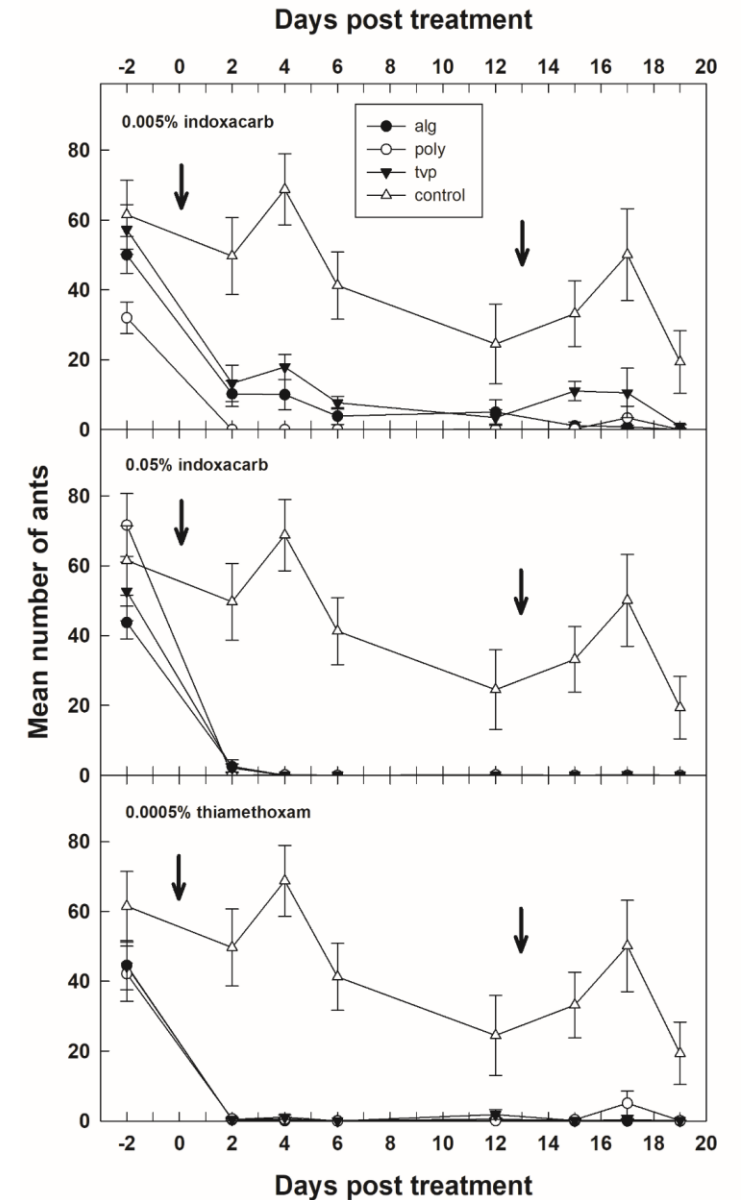 Days post treatment
-2 0 2 4 6 8 10 12 14 16 18 20
0.005% indoxacarb
alg
poly
tvp
control
80
60
40
20
0
0.05% indoxacarb
80
60
40
20
0
Mean number of ants
0.0005% thiamethoxam
80
60
40
20
0
-2 0 2 4 6 8 10 12 14 16 18 20
Days post treatment